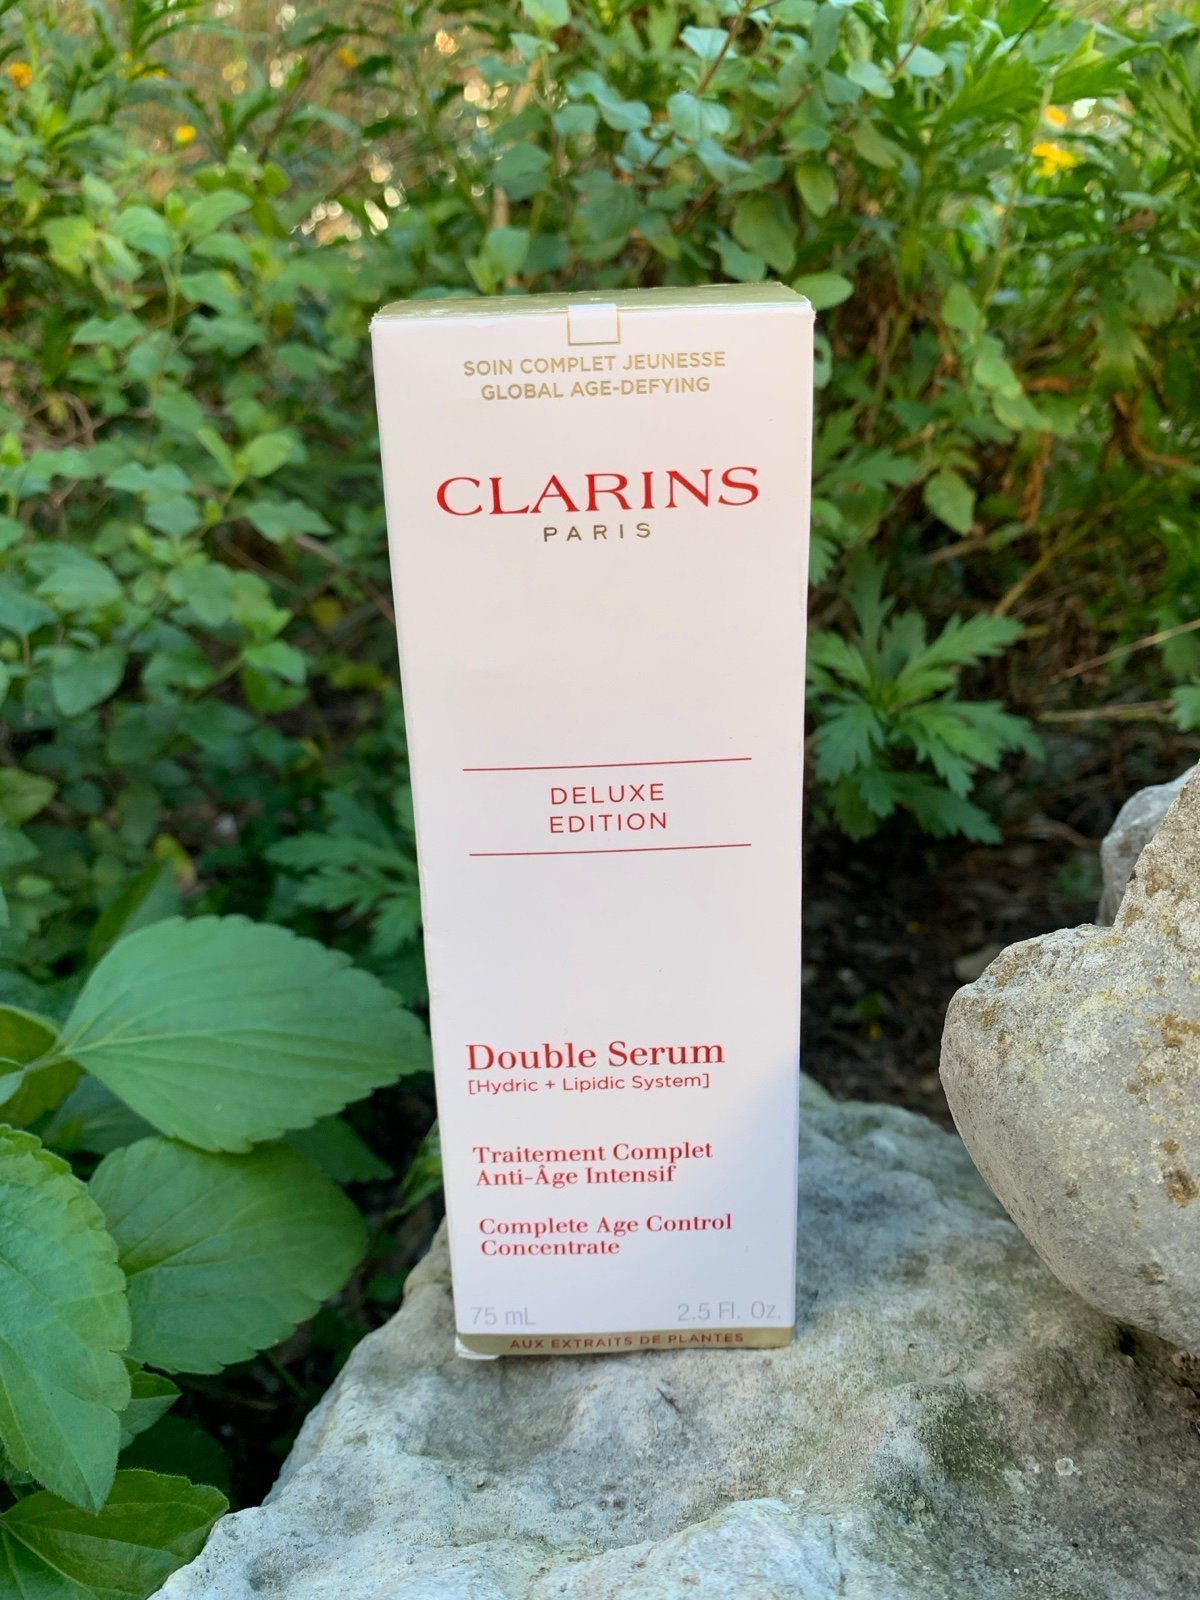 SOIN COMPLET JEUNESSE
GLOBAL AGE-DEFYING
CLARINS
PARIS
DELUXE
EDITION
Double Serum
[Hydric + Lipidic System]
Traitement Complet
Anti-Âge Intensif
Complete Age Control
Concentrate
75 mL 2.5 Fl. Oz.
AUX EXTRAITS DE PLANTES